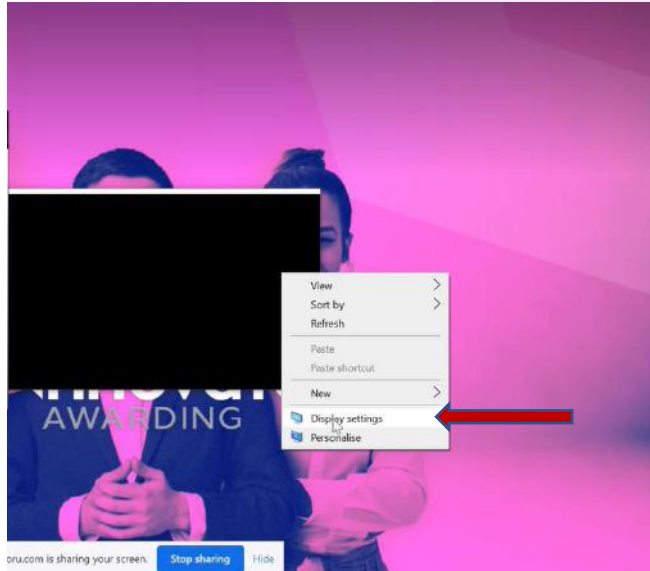 View
Sort by
Refresh
Paste
Paste shortcut
New
AWARDING
Display settings
Personalise
oru.com is sharing your screen. Stop sharing Hide